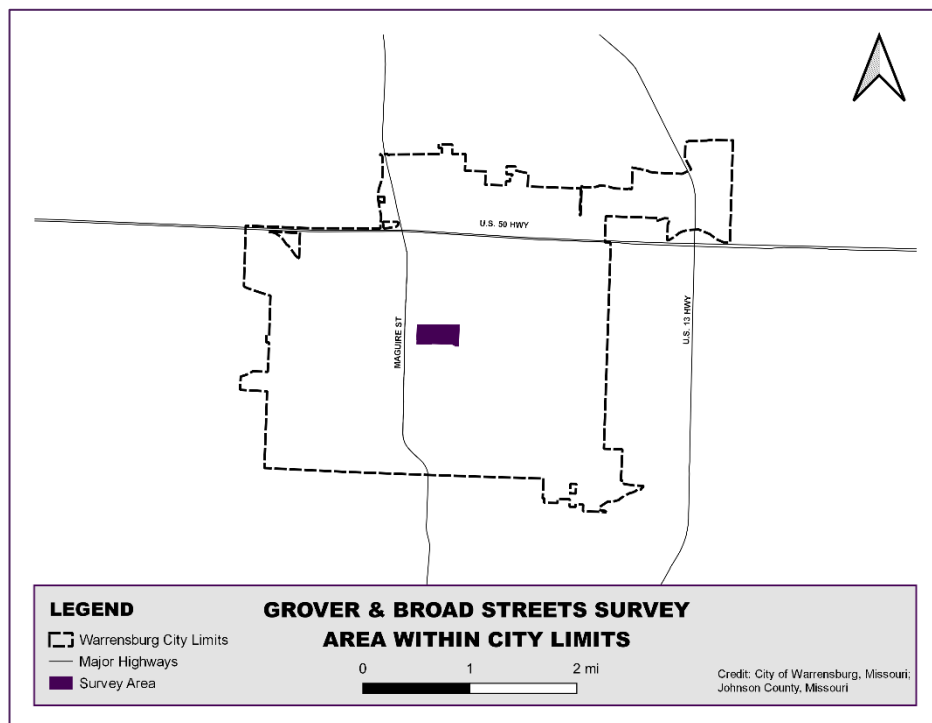 U.S. 50 HWY
MAGUIRE ST
U.S. 13 HWY
LEGEND
Warrensburg City Limits
Major Highways
Survey Area
GROVER & BROAD STREETS SURVEY
AREA WITHIN CITY LIMITS
0 1 2 mi
Credit: City of Warrensburg, Missouri;
Johnson County, Missouri